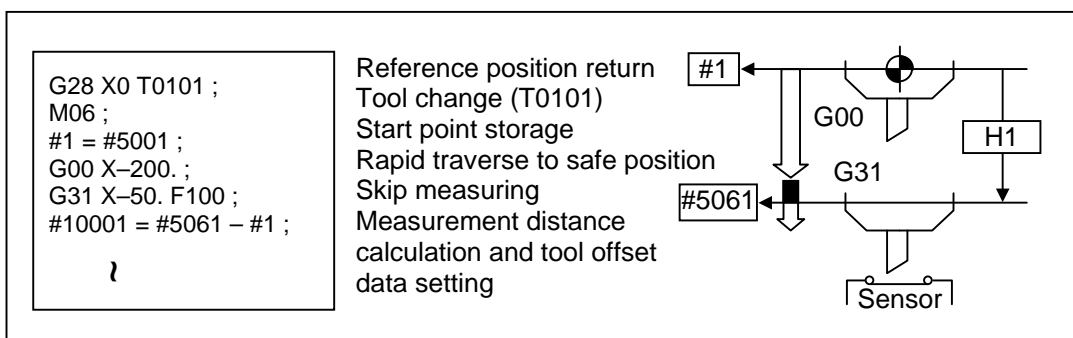 G28 X0 T0101 ;
M06 ;
#1 = #5001 ;
G00 X–200. ;
G31 X–50. F100 ;
#10001 = #5061 – #1 ;
~
Reference position return
Tool change (T0101)
Start point storage
Rapid traverse to safe position
Skip measuring
Measurement distance
calculation and tool offset
data setting
#1
G00
H1
G31
#5061
Sensor